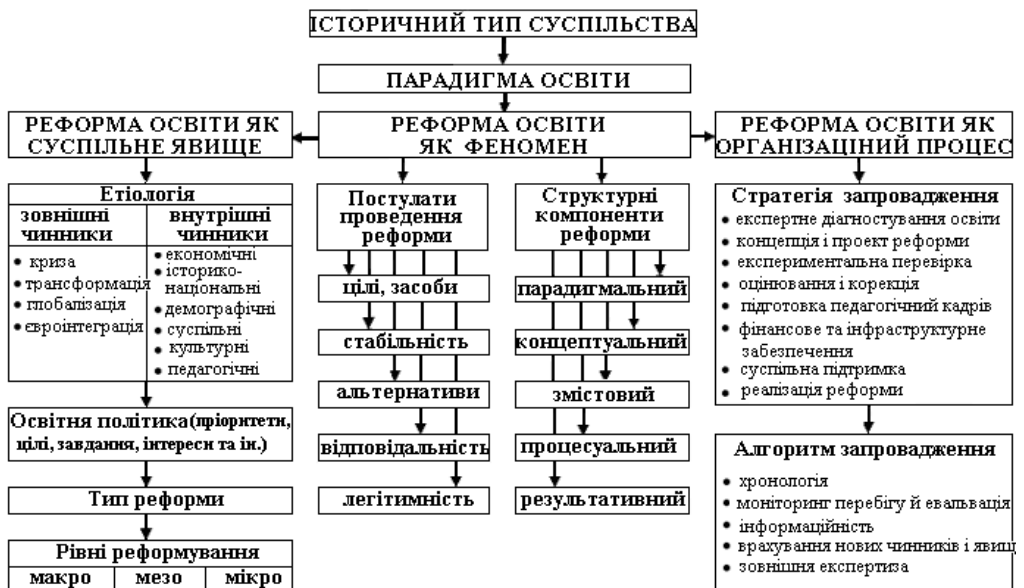 ІСТОРИЧНИЙ ТИП СУСПІЛЬСТВА
ПАРАДИГМА ОСВІТИ
РЕФОРМА ОСВІТИ ЯК
СУСПІЛЬНЕ ЯВИЩЕ
РЕФОРМА ОСВІТИ
ЯК ФЕНОМЕН
РЕФОРМА ОСВІТИ ЯК
ОРГАНІЗАЦІНИЙ ПРОЦЕС
Етіологія
зовнішні
чинники
• криза
• трансформація
• глобалізація
• євроінтеграція
внутрішні
чинники
• економічні
• історико-
національні
• демографічні
• суспільні
• культурні
• педагогічні
Освітня політика(пріоритети,
цілі, завдання, інтереси та ін.)
Тип реформи
Рівні реформування
макро
мезо
мікро
Постулати
проведення
реформи
цілі, засоби
стабільність
альтернативи
відповідальність
легітимність
Структурні
компоненти
реформи
парадигмальний
концептуальний
змістовий
процесуальний
результативний
Стратегія запровадження
• експертне діагностування освіти
• концепція і проект реформи
• експериментальна перевірка
• оцінювання і корекція
• підготовка педагогічний кадрів
• фінансове та інфраструктурне
забезпечення
• суспільна підтримка
• реалізація реформи
Алгоритм запровадження
• хронологія
• моніторинг перебігу й евальвація
• інформаційність
• врахування нових чинників і явищ
• зовнішня експертиза